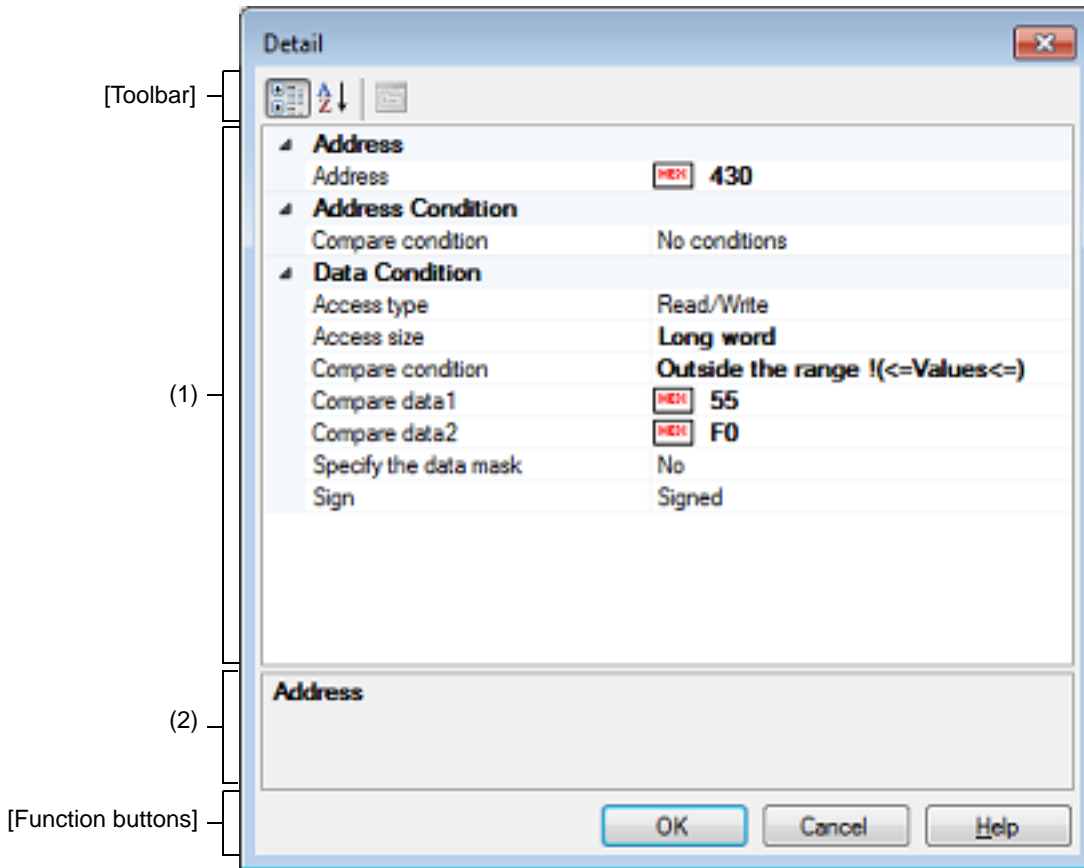 Detail
[Toolbar]
A
Z
Address
Address HEX 430
Address Condition
Compare condition No conditions
Data Condition
Access type Read/Write
Access size Long word
Compare condition Outside the range !(<=Values<=)
(1)
Compare data1 HEX 55
Compare data2 HEX F0
Specify the data mask No
Sign Signed
Address
(2)
[Function buttons]
OK Cancel Help